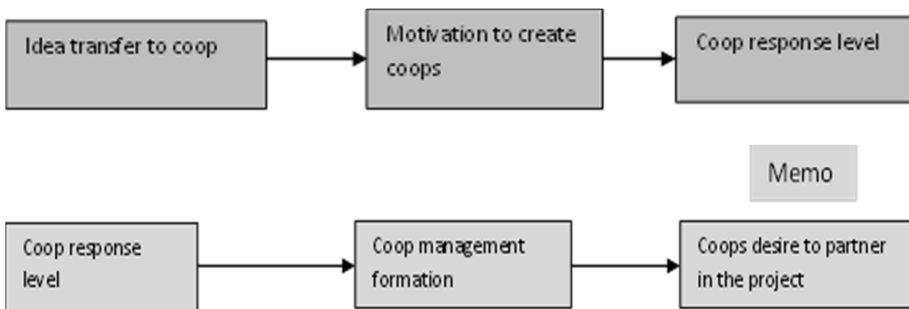 Idea transfer to coop
Motivation to create
coops
Coop response level
Memo
Coop response
level
Coop management
formation
Coops desire to partner
in the project